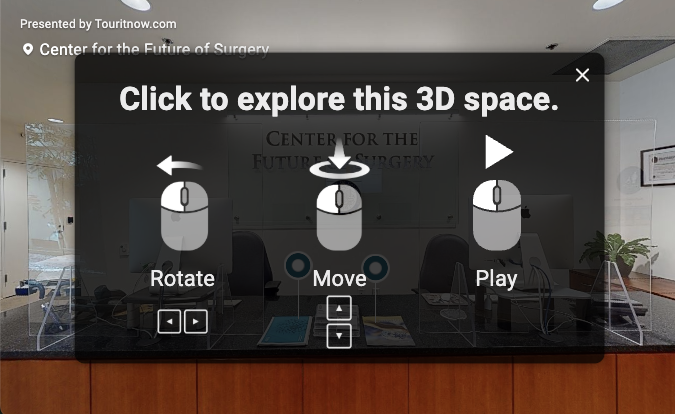 Presented by Touritnow.com
Center for the Future of Surgery
Click to explore this 3D space.
CENTER FOR THE
FUTURE OF SURGERY
Rotate
Move
Play